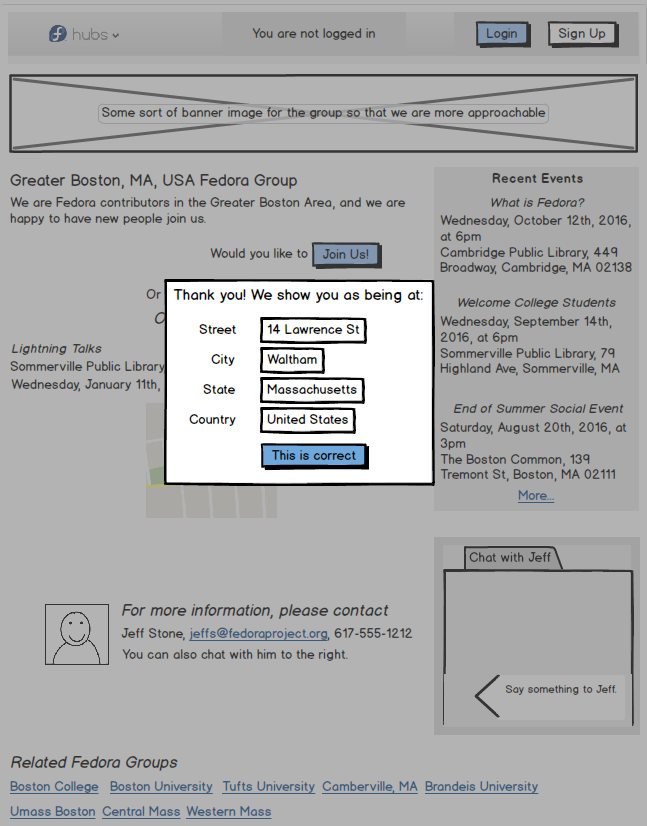 hubs
You are not logged in
Login
Sign Up
Some sort of banner image for the group so that we are more approachable
Greater Boston, MA, USA Fedora Group
We are Fedora contributors in the Greater Boston Area, and we are
happy to have new people join us.
Would you like to
Join Us!
Or
O
Lightning Talks
Sommerville Public Library
Wednesday, January 11th,
Thank you! We show you as being at:
Street
14 Lawrence St
City
Waltham
State
Massachusetts
Country
United States
This is correct
Recent Events
What is Fedora?
Wednesday, October 12th, 2016,
at 6pm
Cambridge Public Library, 449
Broadway, Cambridge, MA 02138
Welcome College Students
Wednesday, September 14th,
2016, at 6pm
Sommerville Public Library, 79
Highland Ave, Sommerville, MA
End of Summer Social Event
Saturday, August 20th, 2016, at
3pm
The Boston Common, 139
Tremont St, Boston, MA 02111
More...
For more information, please contact
Jeff Stone, jeffs@fedoraproject.org, 617-555-1212
You can also chat with him to the right.
Chat with Jeff
Say something to Jeff.
Related Fedora Groups
Boston College Boston University Tufts University Camberville, MA Brandeis University
Umass Boston Central Mass Western Mass